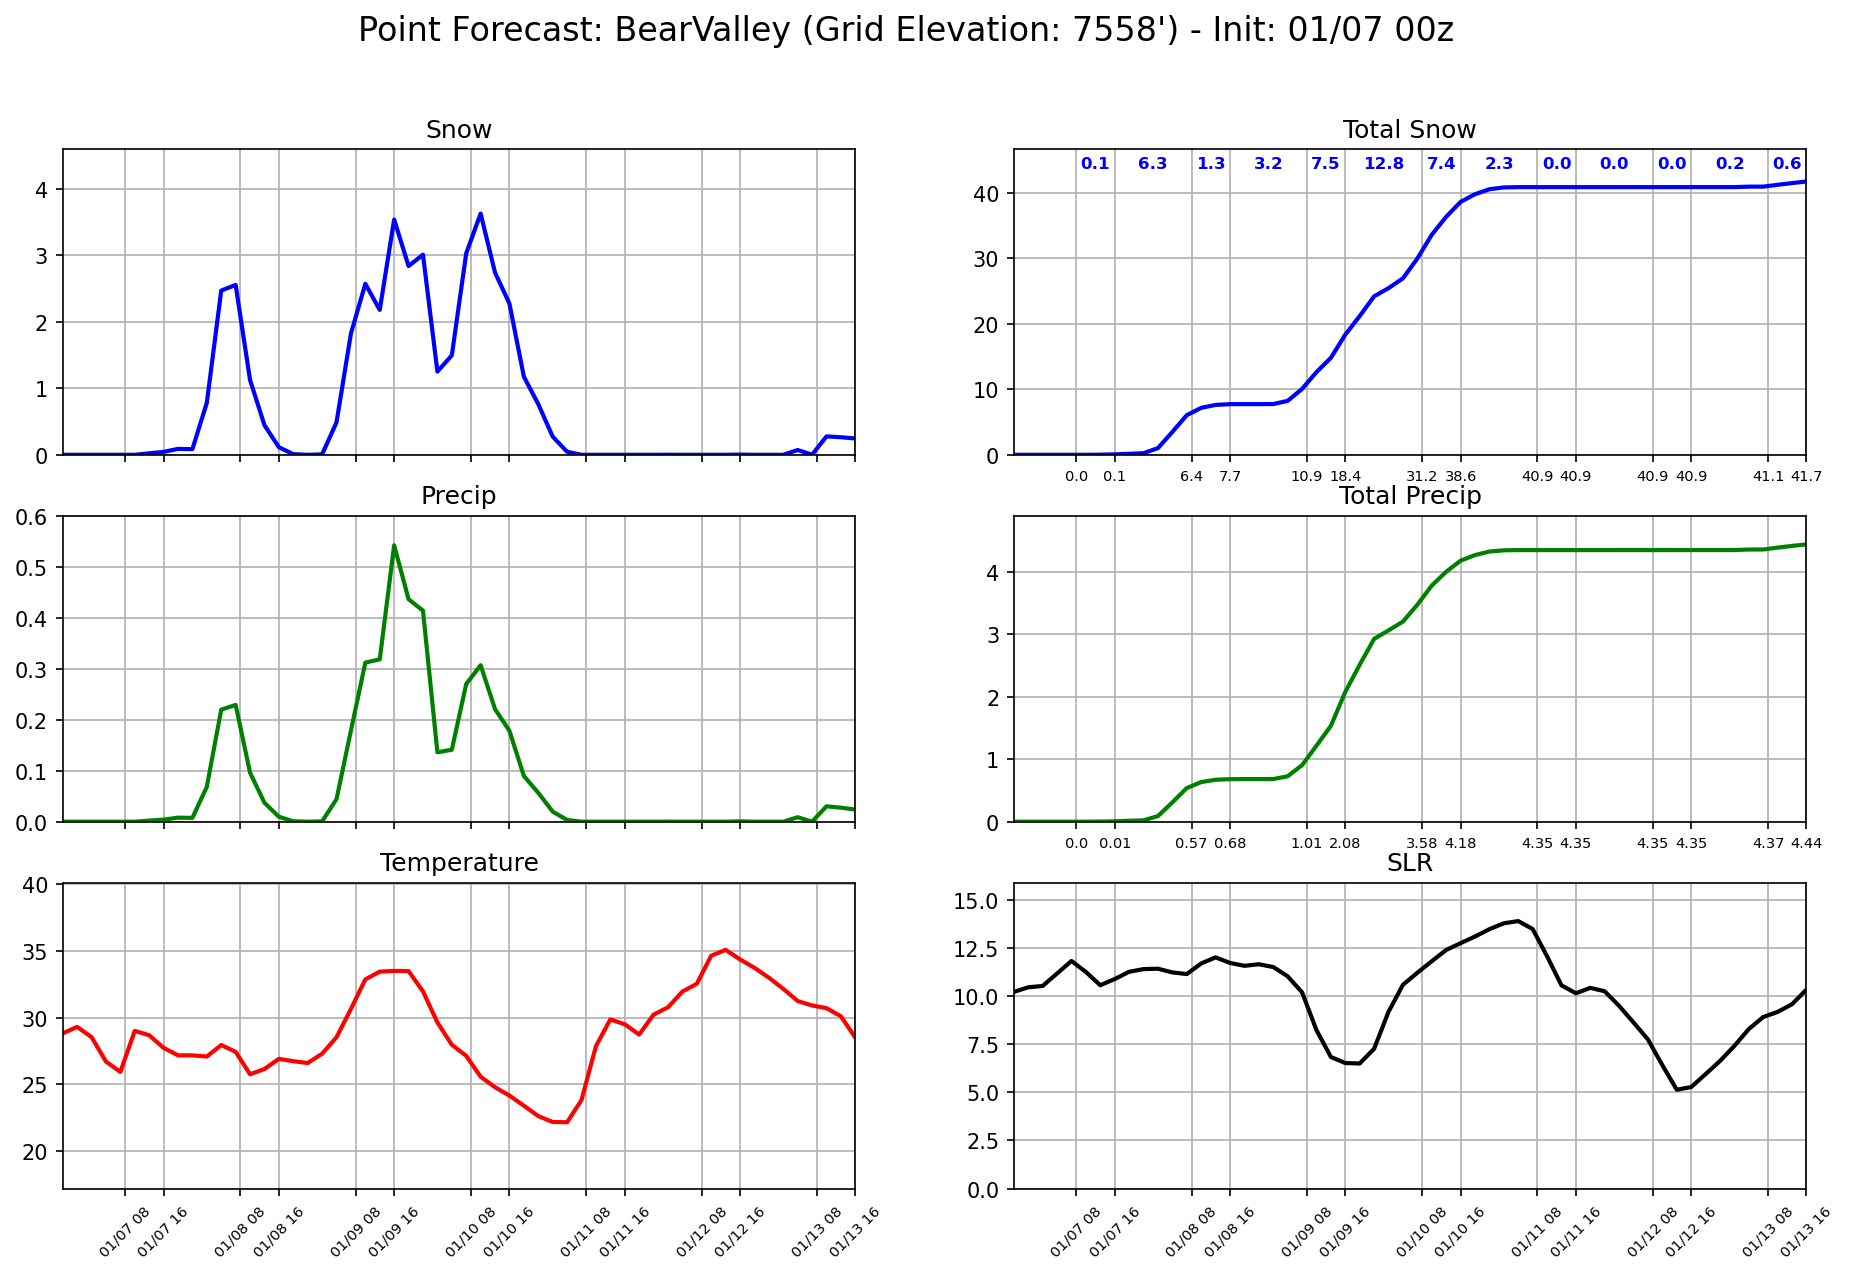 Point Forecast: BearValley (Grid Elevation: 7558') - Init: 01/07 00z
Snow
4
3
2
1
0
Total Snow
0.1 6.3 1.3 3.2 7.5 12.8 7.4 2.3 0.0 0.0 0.0 0.2 0.6
40
30
20
10
0
0.0 0.1 6.4 7.7 10.9 18.4 31.2 38.6 40.9 40.9 40.9 40.9 41.1 41.7
Precip
0.6
0.5
0.4
0.3
0.2
0.1
0.0
Total Precip
4
3
2
1
0
0.0 0.01 0.57 0.68 1.01 2.08 3.58 4.18 4.35 4.35 4.35 4.35 4.37 4.44
Temperature
40
35
30
25
20
01/07 08 01/07 16 01/08 08 01/08 16 01/09 08 01/09 16 01/10 08 01/10 16 01/11 08 01/11 16 01/12 08 01/12 16 01/13 08 01/13 16
SLR
15.0
12.5
10.0
7.5
5.0
2.5
0.0
01/07 08 01/07 16 01/08 08 01/08 16 01/09 08 01/09 16 01/10 08 01/10 16 01/11 08 01/11 16 01/12 08 01/12 16 01/13 08 01/13 16